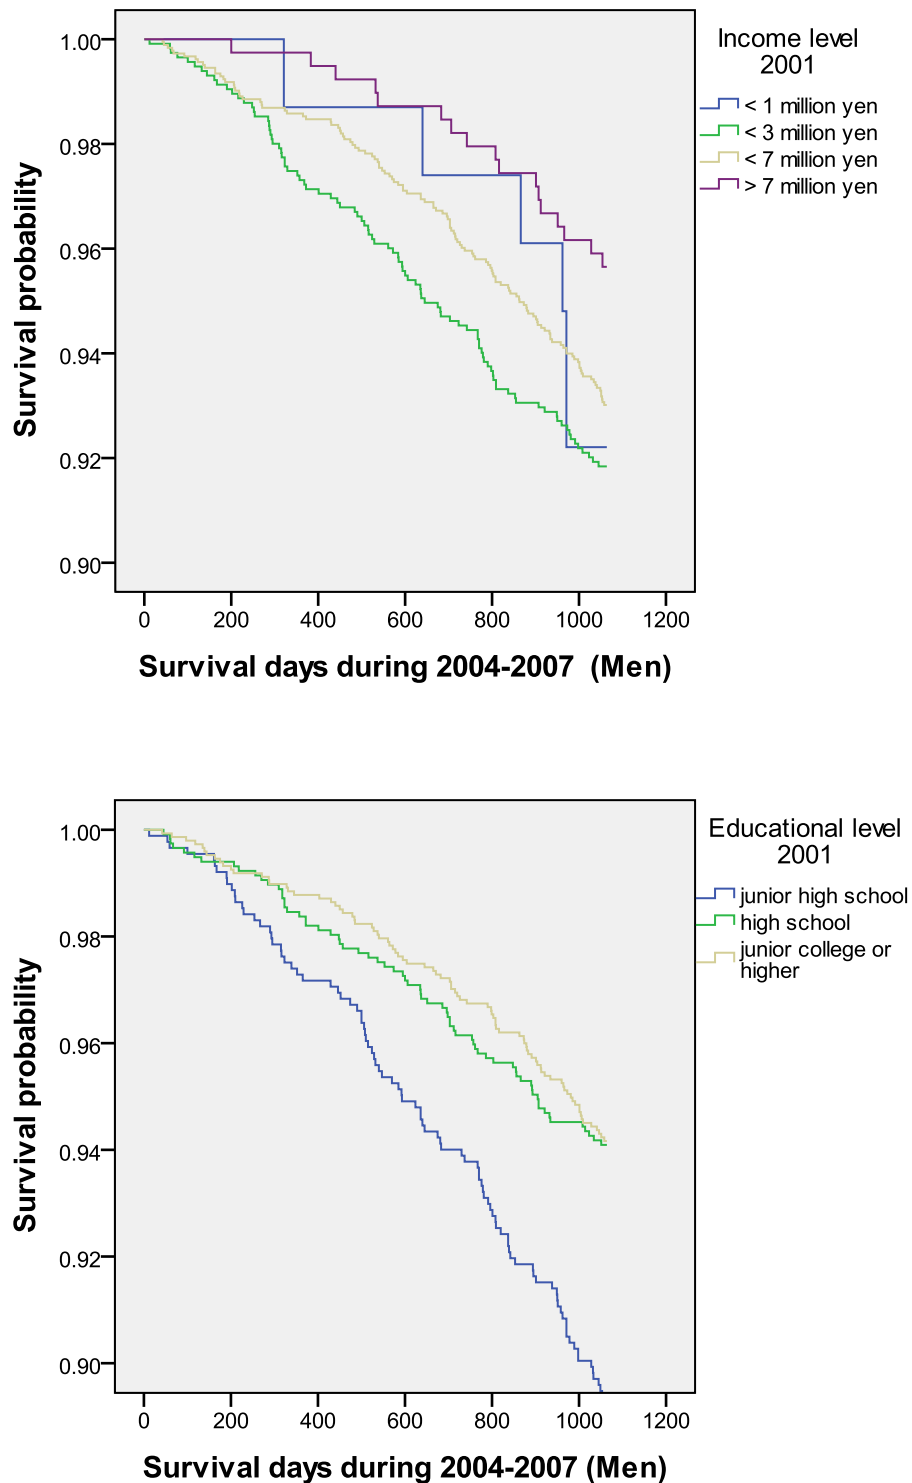 Income level
2001
< 1 million yen
< 3 million yen
< 7 million yen
> 7 million yen
1.00
0.98
0.96
0.94
0.92
0.90
Survival probability
0 200 400 600 800 1000 1200
Survival days during 2004-2007 (Men)
Educational level
2001
junior high school
high school
junior college or
higher
1.00
0.98
0.96
0.94
0.92
0.90
Survival probability
0 200 400 600 800 1000 1200
Survival days during 2004-2007 (Men)